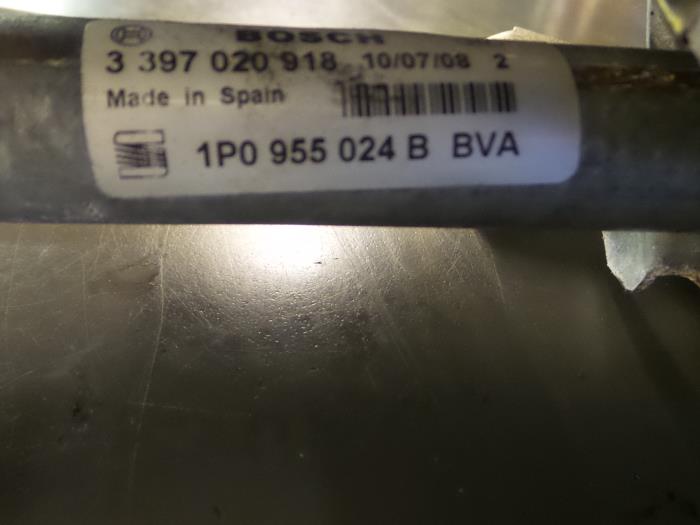 BOSCH
3 397 020 918 10/07/08 2
Made in Spain
1P0 955 024 B BVA